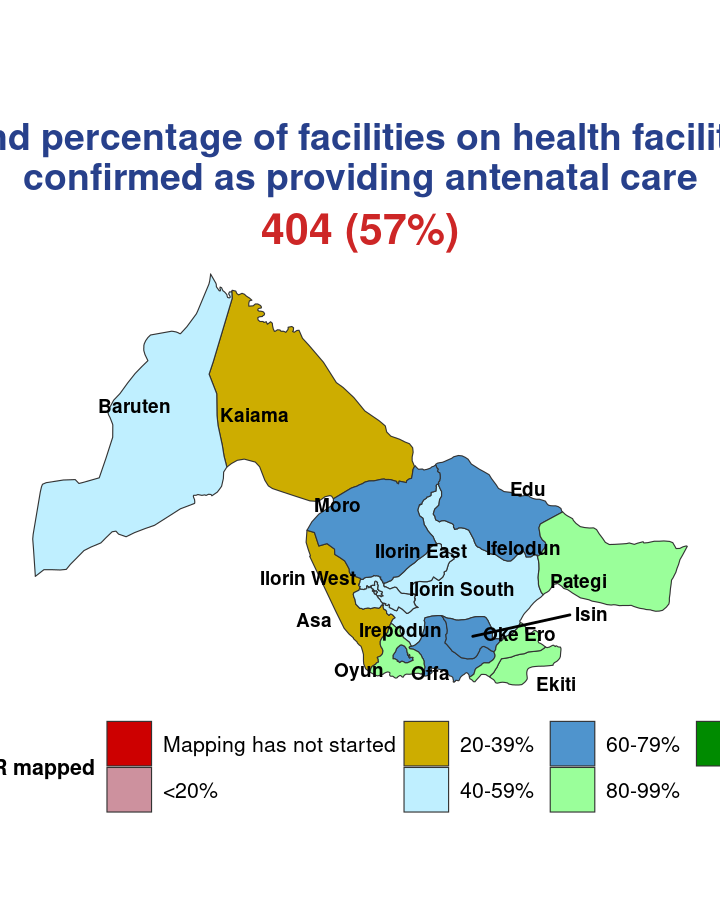 nd percentage of facilities on health facilit
confirmed as providing antenatal care
404 (57%)
Baruten
Kaiama
Edu
Moro
Ilorin East
Ifelodun
Ilorin West
Pategi
Ilorin South
Isin
Asa
Irepodun
Oke Ero
Oyun
Offa
Ekiti
R mapped
Mapping has not started
20-39%
60-79%
<20%
40-59%
80-99%